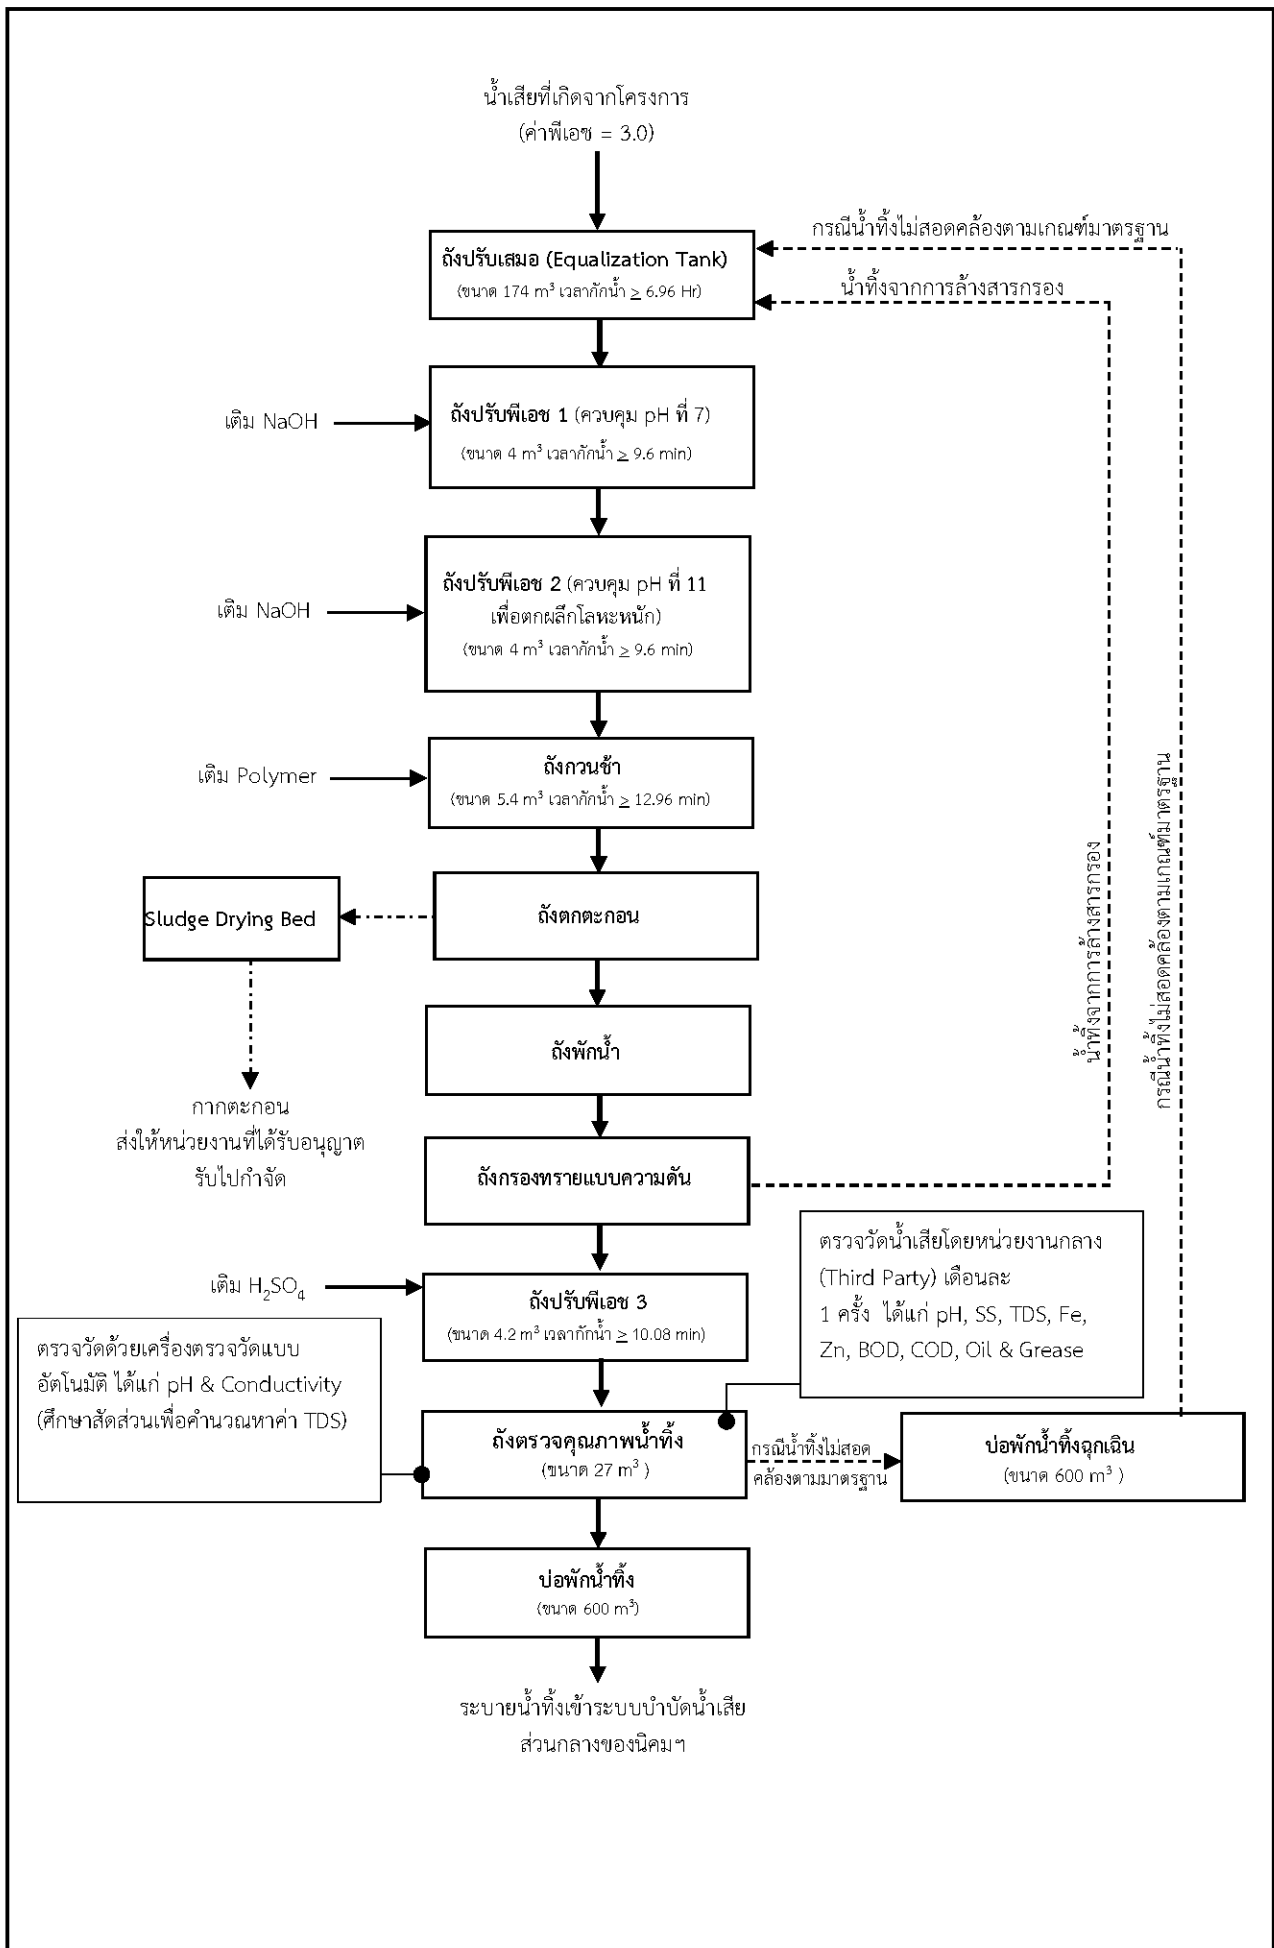 น้ำเสียที่เกิดจากโครงการ
(ค่าพีเอช = 3.0)
กรณีน้ำทิ้งไม่สอดคล้องตามเกณฑ์มาตรฐาน
ถังปรับเสมอ (Equalization Tank)
(ขนาด 174 m³ เวลากักน้ำ ≥ 6.96 Hr)
น้ำทิ้งจากการล้างสารกรอง
เติม NaOH
ถังปรับพีเอช 1 (ควบคุม pH ที่ 7)
(ขนาด 4 m³ เวลากักน้ำ ≥ 9.6 min)
เติม NaOH
ถังปรับพีเอช 2 (ควบคุม pH ที่ 11
เพื่อตกผลึกโลหะหนัก)
(ขนาด 4 m³ เวลากักน้ำ ≥ 9.6 min)
เติม Polymer
ถังกวนช้า
(ขนาด 5.4 m³ เวลากักน้ำ ≥ 12.96 min)
น้ำทิ้งจากการล้างสารกรอง
กรณีน้ำทิ้งไม่สอดคล้องตามเกณฑ์มาตรฐาน
Sludge Drying Bed
ถังตกตะกอน
ถังพักน้ำ
กากตะกอน
ส่งให้หน่วยงานที่ได้รับอนุญาต
รับไปกำจัด
ถังกรองทรายแบบความดัน
ตรวจวัดน้ำเสียโดยหน่วยงานกลาง
(Third Party) เดือนละ
1 ครั้ง ได้แก่ pH, SS, TDS, Fe,
Zn, BOD, COD, Oil & Grease
เติม H₂SO₄
ถังปรับพีเอช 3
(ขนาด 4.2 m³ เวลากักน้ำ ≥ 10.08 min)
ตรวจวัดด้วยเครื่องตรวจวัดแบบ
อัตโนมัติ ได้แก่ pH & Conductivity
(ศึกษาสัดส่วนเพื่อคำนวณหาค่า TDS)
ถังตรวจคุณภาพน้ำทิ้ง
(ขนาด 27 m³ )
กรณีน้ำทิ้งไม่สอด
คล้องตามมาตรฐาน
บ่อพักน้ำทิ้งฉุกเฉิน
(ขนาด 600 m³ )
บ่อพักน้ำทิ้ง
(ขนาด 600 m³)
ระบายน้ำทิ้งเข้าระบบบำบัดน้ำเสีย
ส่วนกลางของนิคมฯ